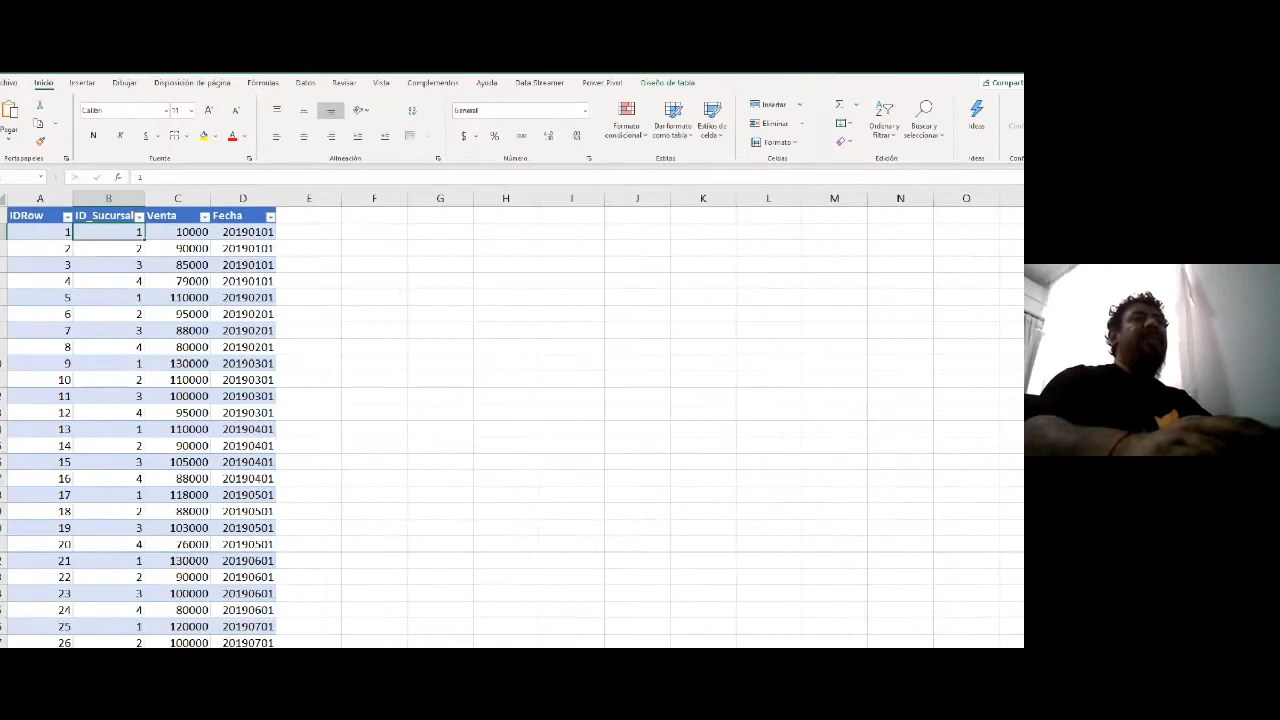 Inicio Insertar Dibujar Disposición de página Fórmulas Datos Revisar Vista Complementos Ayuda Data Streamer Power Pivot Diseño de tabla
Calibri 11 General Insertar
Pegar Formato condicional Dar formato como tabla Estilos de celda Eliminar Ordenar y filtrar Buscar y seleccionar Ideas
Formato
Portapapeles Fuente Alineación Número Estilos Celdas Edición Ideas
fx 1
A B C D E F G H I J K L M N O
IDRow ID_Sucursal Venta Fecha
1 1 10000 20190101
2 2 90000 20190101
3 3 85000 20190101
4 4 79000 20190101
5 1 110000 20190201
6 2 95000 20190201
7 3 88000 20190201
8 4 80000 20190201
9 1 130000 20190301
10 2 110000 20190301
11 3 100000 20190301
12 4 95000 20190301
13 1 110000 20190401
14 2 90000 20190401
15 3 105000 20190401
16 4 88000 20190401
17 1 118000 20190501
18 2 88000 20190501
19 3 103000 20190501
20 4 76000 20190501
21 1 130000 20190601
22 2 90000 20190601
23 3 100000 20190601
24 4 80000 20190601
25 1 120000 20190701
26 2 100000 20190701